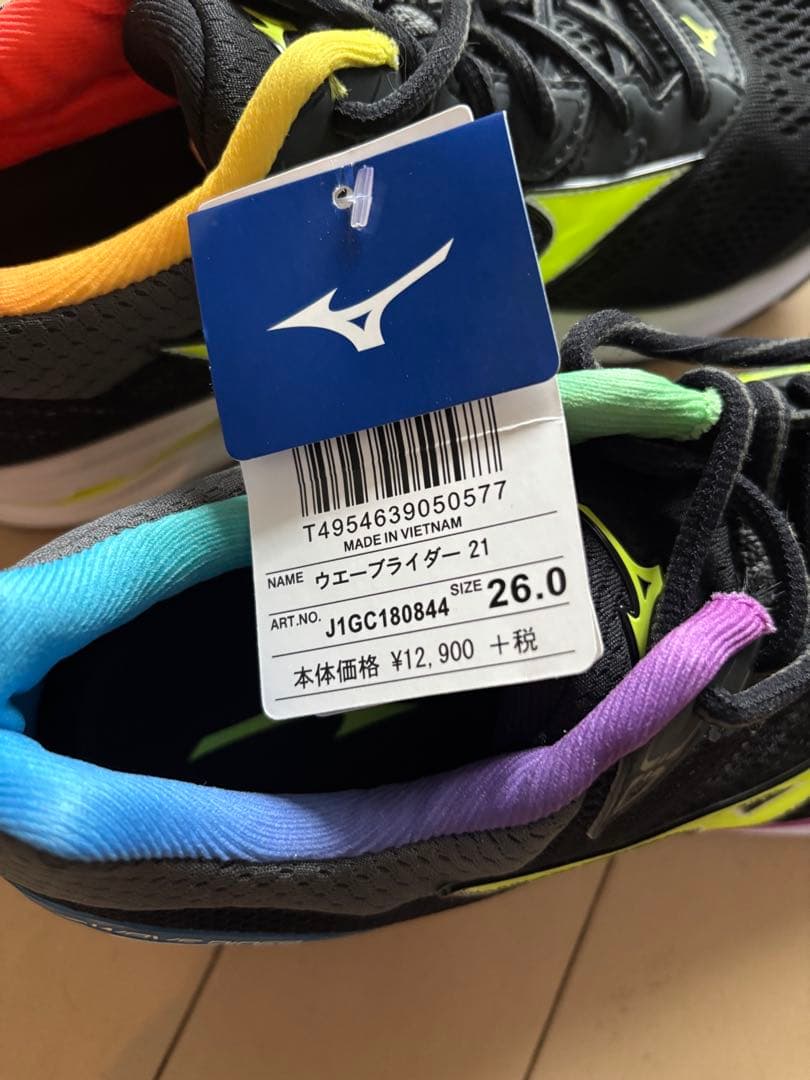 T4954639050577
MADE IN VIETNAM
NAME ウエーブライダー 21
ART.NO. J1GC180844 SIZE 26.0
本体価格 ¥12,900 +税